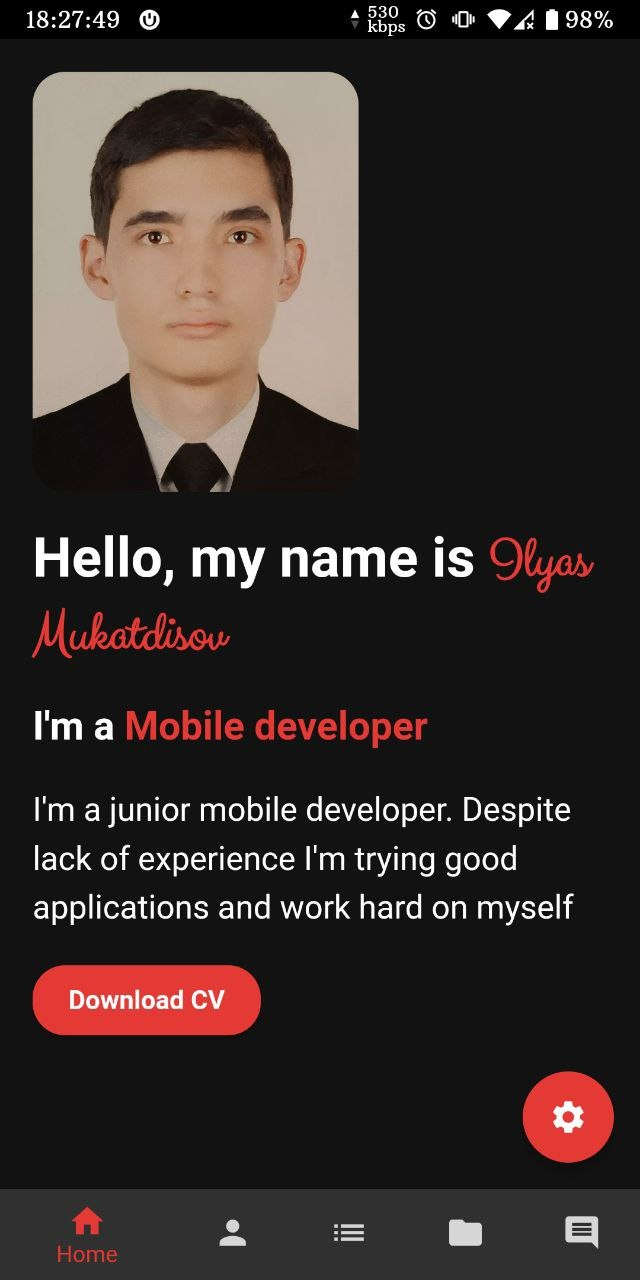 18:27:49 530 98%
kbps
Hello, my name is Ilyas
Mukatdisov
I'm a Mobile developer
I'm a junior mobile developer. Despite
lack of experience I'm trying good
applications and work hard on myself
Download CV
Home